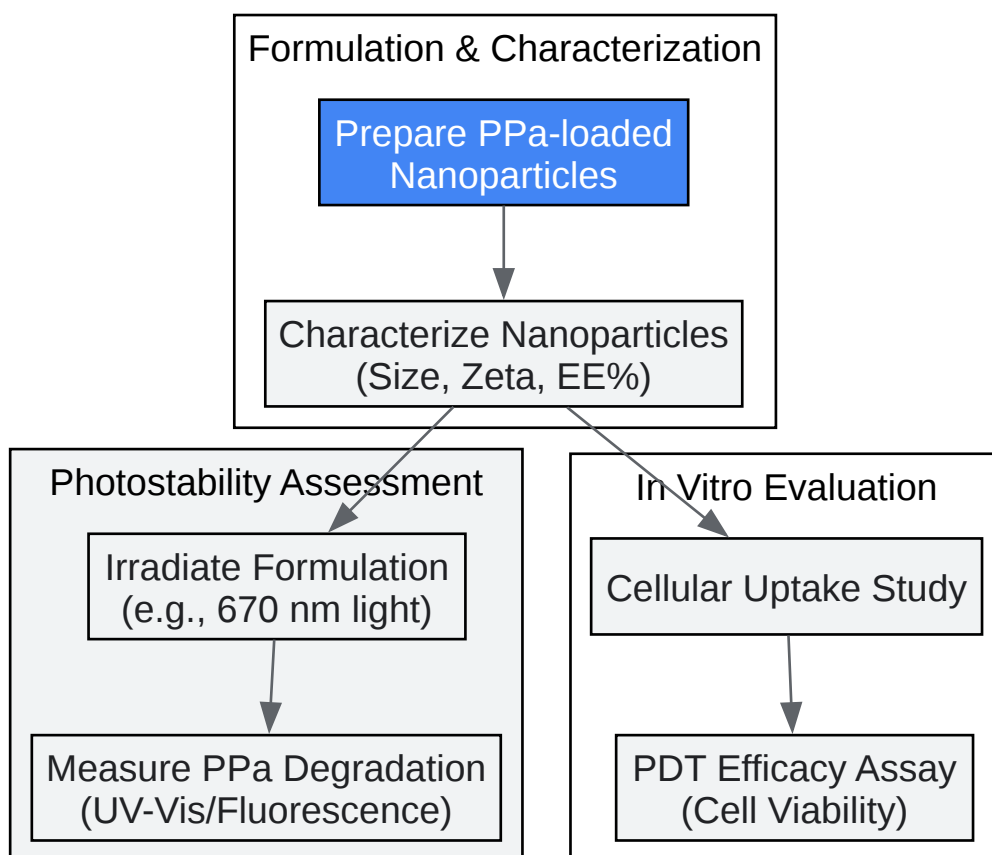 Formulation & Characterization
Prepare PPa-loaded
Nanoparticles
Characterize Nanoparticles
(Size, Zeta, EE%)
Photostability Assessment
Irradiate Formulation
(e.g., 670 nm light)
Measure PPa Degradation
(UV-Vis/Fluorescence)
In Vitro Evaluation
Cellular Uptake Study
PDT Efficacy Assay
(Cell Viability)